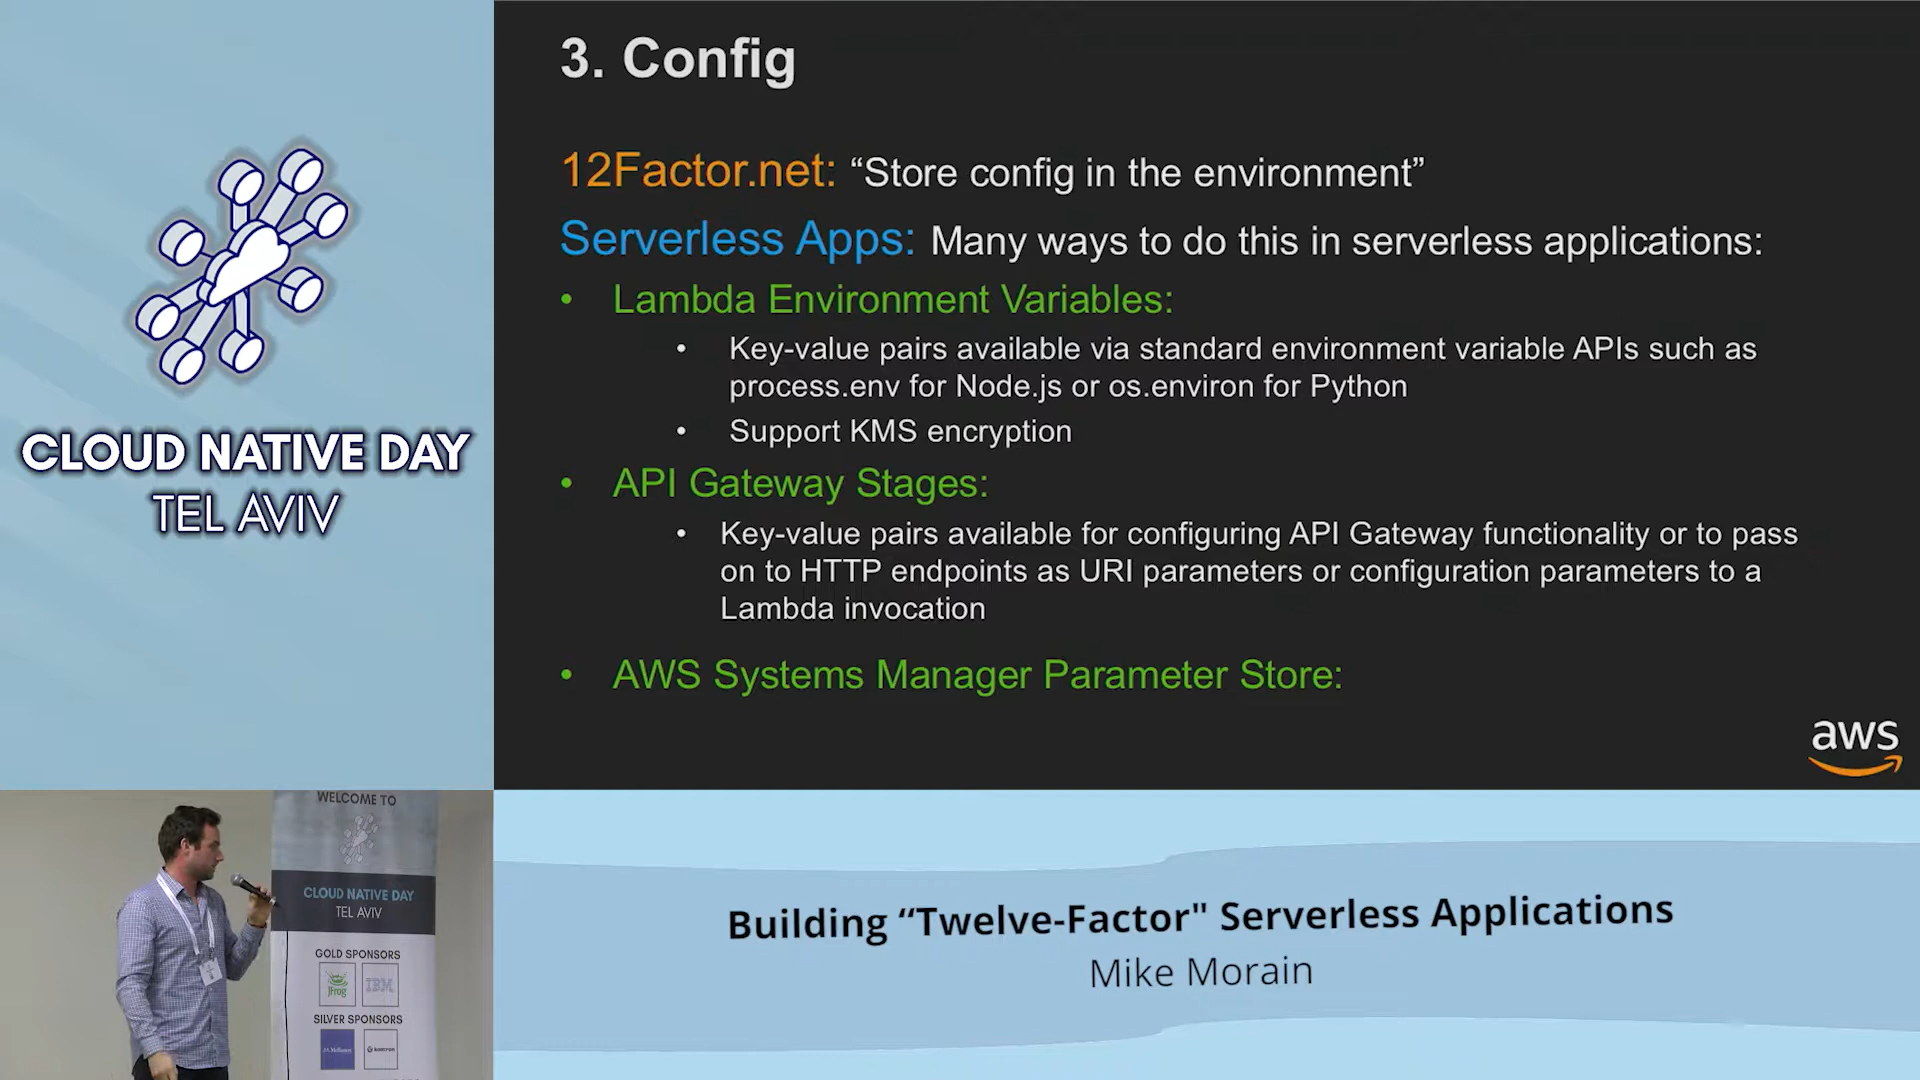 3. Config
12Factor.net: “Store config in the environment”
Serverless Apps: Many ways to do this in serverless applications:
• Lambda Environment Variables:
• Key-value pairs available via standard environment variable APIs such as
process.env for Node.js or os.environ for Python
• Support KMS encryption
• API Gateway Stages:
• Key-value pairs available for configuring API Gateway functionality or to pass
on to HTTP endpoints as URI parameters or configuration parameters to a
Lambda invocation
• AWS Systems Manager Parameter Store:
aws
CLOUD NATIVE DAY
TEL AVIV
WELCOME TO
CLOUD NATIVE DAY
TEL AVIV
GOLD SPONSORS
JFrog
IBM
SILVER SPONSORS
Building “Twelve-Factor" Serverless Applications
Mike Morain